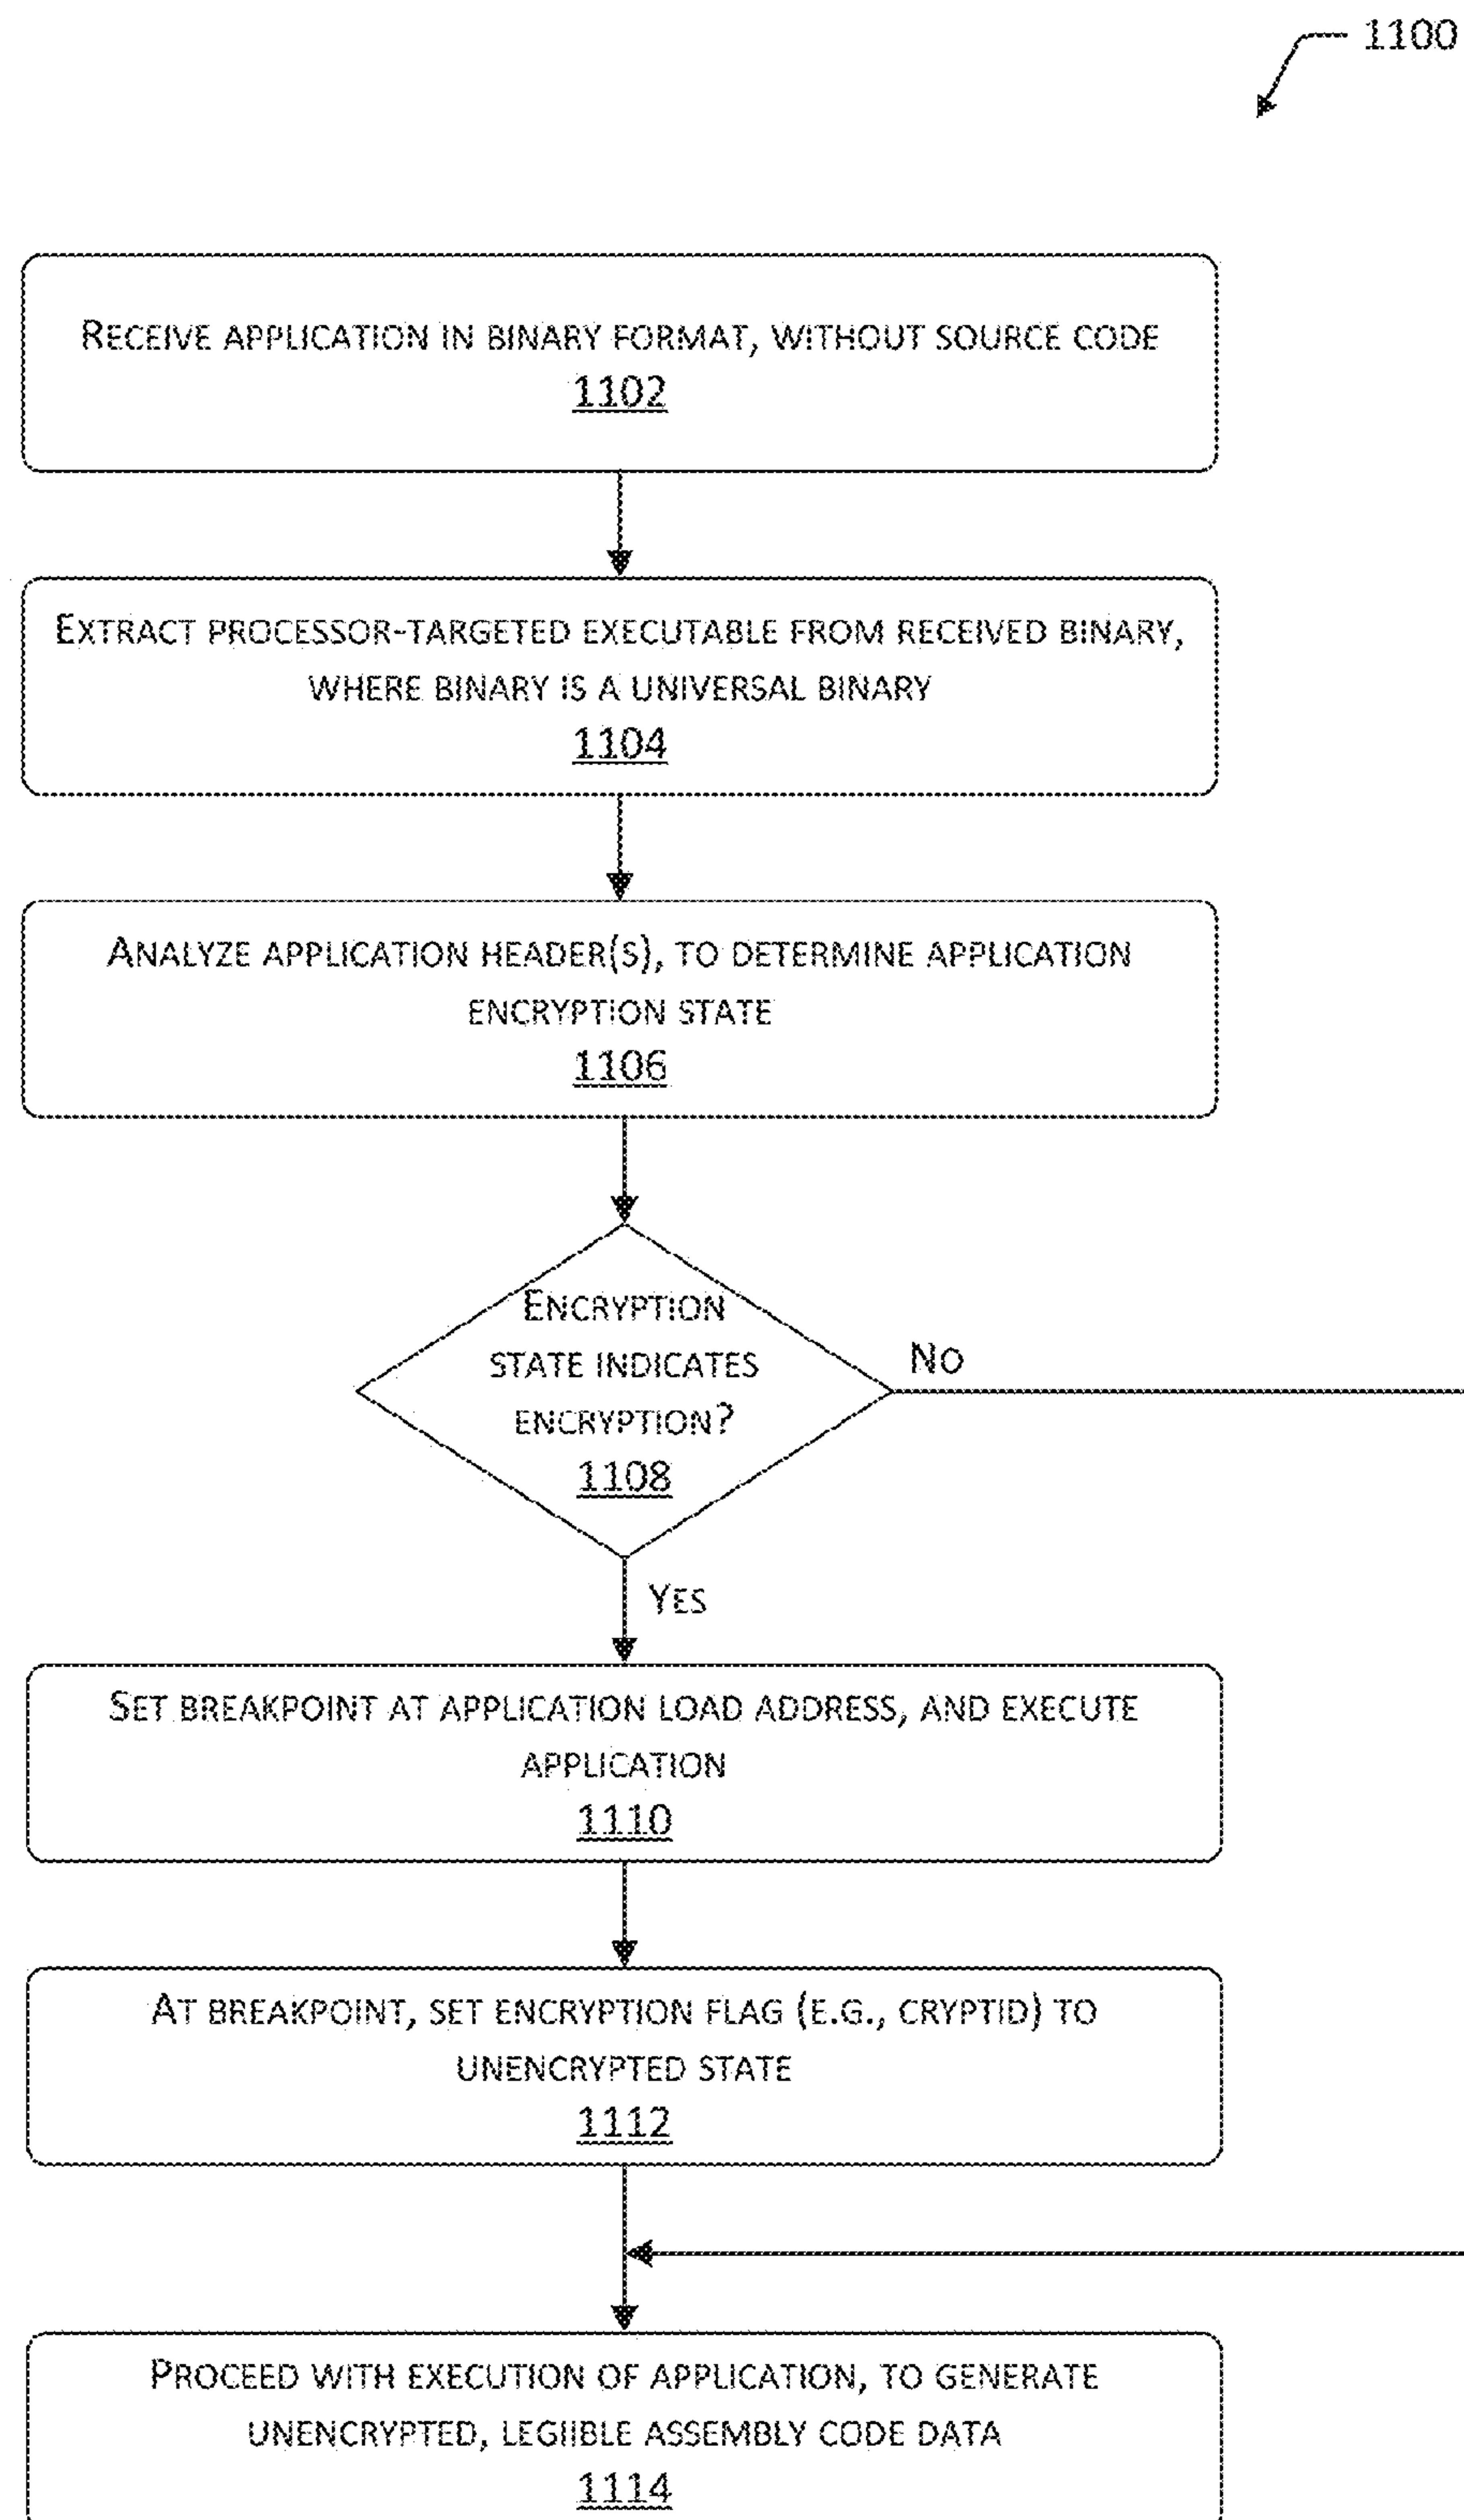 1100
RECEIVE APPLICATION IN BINARY FORMAT, WITHOUT SOURCE CODE
1102
EXTRACT PROCESSOR-TARGETED EXECUTABLE FROM RECEIVED BINARY,
WHERE BINARY IS A UNIVERSAL BINARY
1104
ANALYZE APPLICATION HEADER(S), TO DETERMINE APPLICATION
ENCRYPTION STATE
1106
ENCRYPTION
STATE INDICATES
ENCRYPTION?
1108
NO
YES
SET BREAKPOINT AT APPLICATION LOAD ADDRESS, AND EXECUTE
APPLICATION
1110
AT BREAKPOINT, SET ENCRYPTION FLAG (E.G., CRYPTID) TO
UNENCRYPTED STATE
1112
PROCEED WITH EXECUTION OF APPLICATION, TO GENERATE
UNENCRYPTED, LEGIIBLE ASSEMBLY CODE DATA
1114